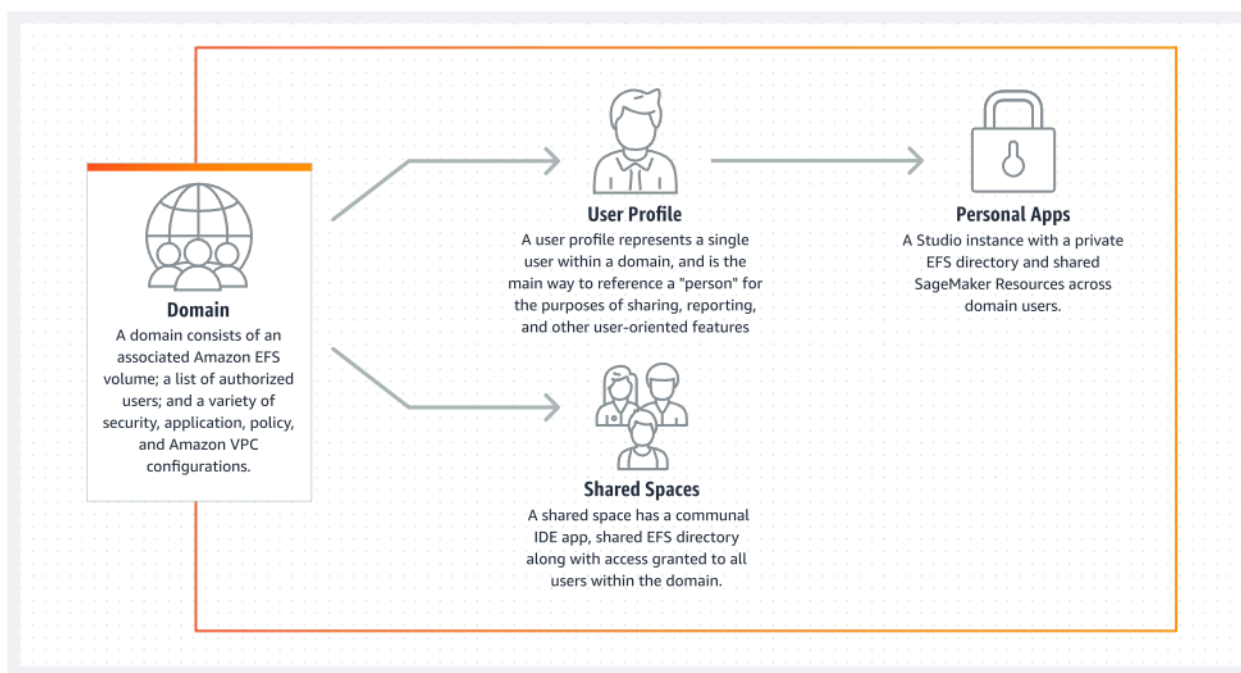 Domain
A domain consists of an
associated Amazon EFS
volume; a list of authorized
users; and a variety of
security, application, policy,
and Amazon VPC
configurations.
User Profile
A user profile represents a single
user within a domain, and is the
main way to reference a "person" for
the purposes of sharing, reporting,
and other user-oriented features
Personal Apps
A Studio instance with a private
EFS directory and shared
SageMaker Resources across
domain users.
Shared Spaces
A shared space has a communal
IDE app, shared EFS directory
along with access granted to all
users within the domain.